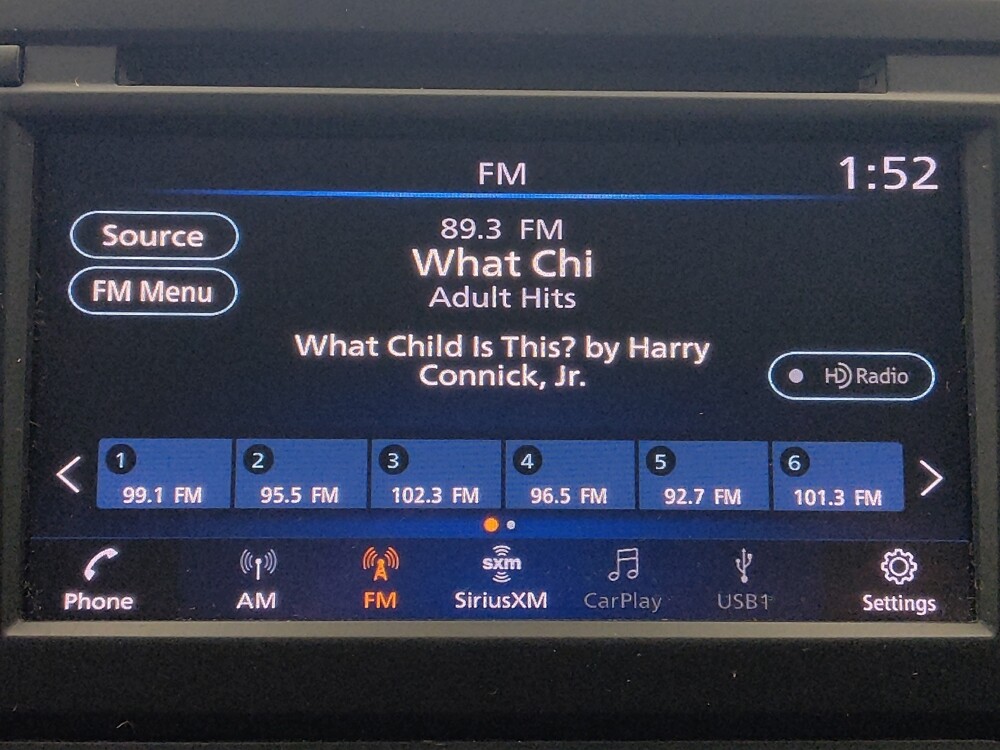 FM
1:52
Source
FM Menu
89.3 FM
What Chi
Adult Hits
What Child Is This? by Harry
Connick, Jr.
HD Radio
1 2 3 4 5 6
99.1 FM 95.5 FM 102.3 FM 96.5 FM 92.7 FM 101.3 FM
sxm
Phone AM FM SiriusXM CarPlay USB1 Settings